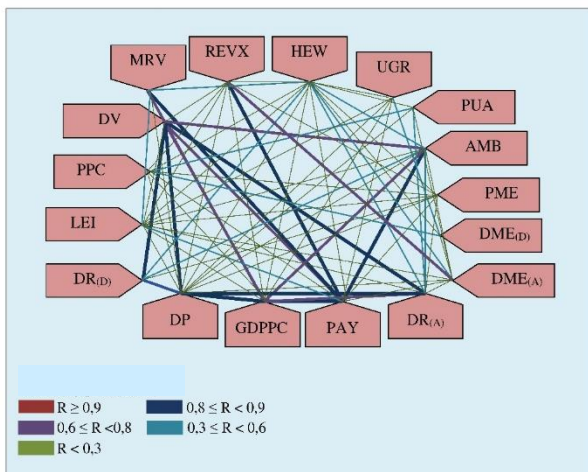 MRV
REVX
HEW
UGR
PUA
DV
AMB
PPC
PME
LEI
DME(D)
DR(D)
DME(A)
DP
GDPPC
PAY
DR(A)
R ≥ 0,9
0,8 ≤ R < 0,9
0,6 ≤ R <0,8
0,3 ≤ R < 0,6
R < 0,3